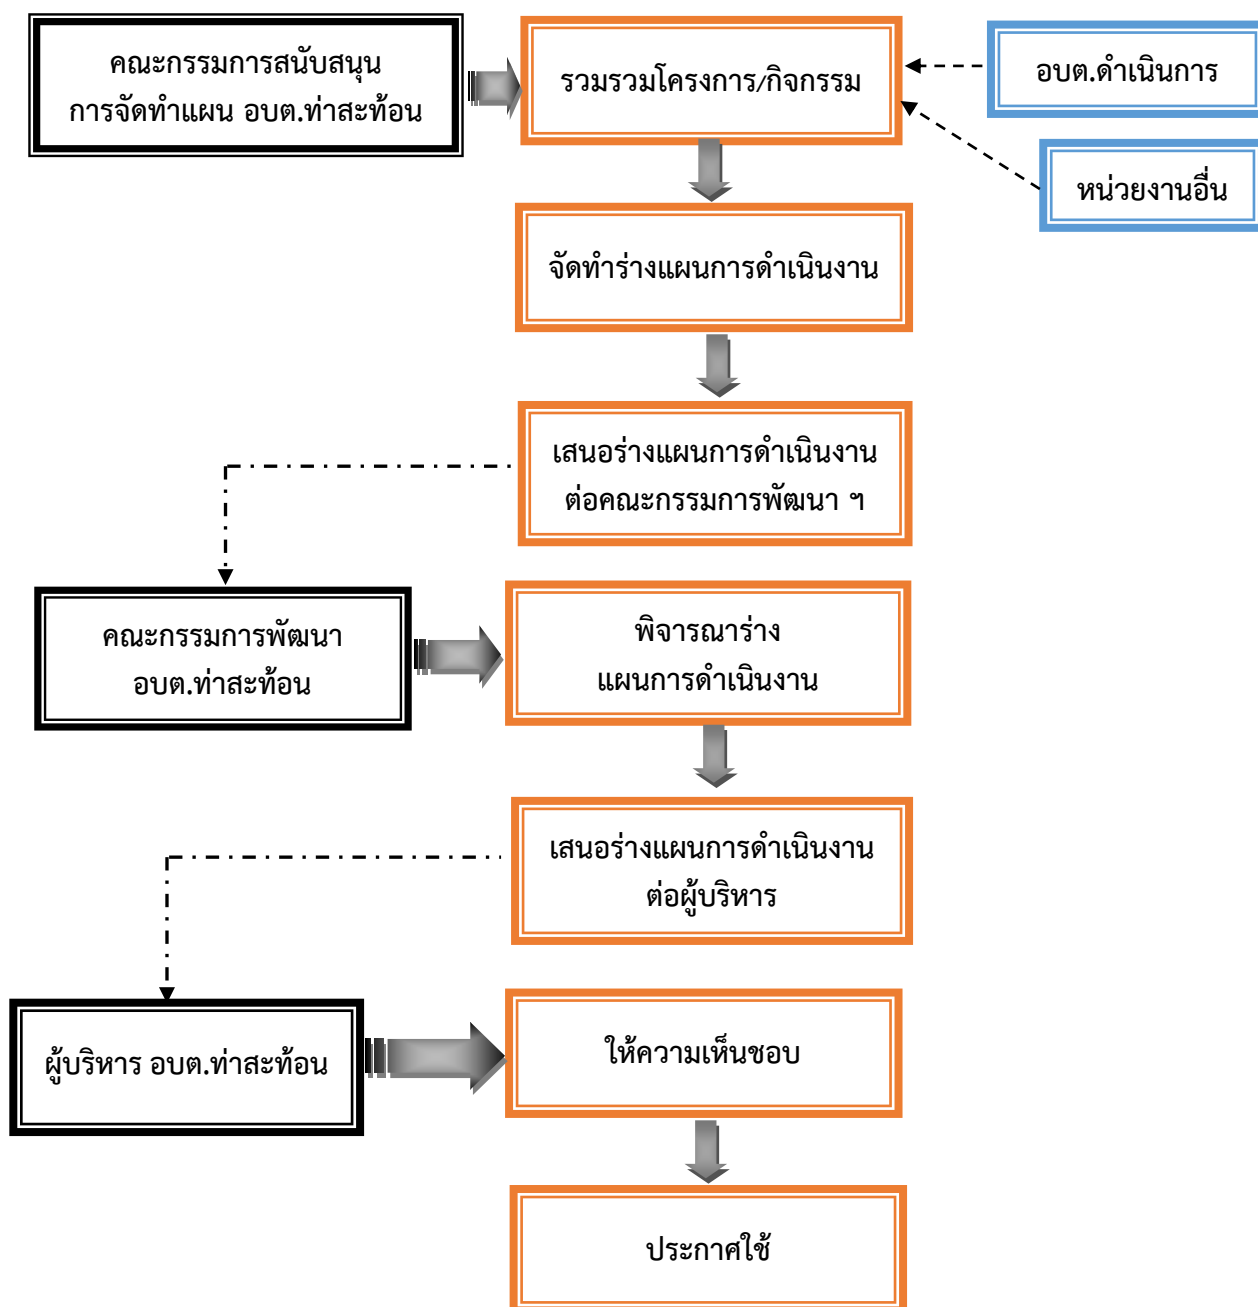 คณะกรรมการสนับสนุน
การจัดทำแผน อบต.ท่าสะท้อน
รวมรวมโครงการ/กิจกรรม
อบต.ดำเนินการ
หน่วยงานอื่น
จัดทำร่างแผนการดำเนินงาน
เสนอร่างแผนการดำเนินงาน
ต่อคณะกรรมการพัฒนา ฯ
คณะกรรมการพัฒนา
อบต.ท่าสะท้อน
พิจารณาร่าง
แผนการดำเนินงาน
เสนอร่างแผนการดำเนินงาน
ต่อผู้บริหาร
ผู้บริหาร อบต.ท่าสะท้อน
ให้ความเห็นชอบ
ประกาศใช้